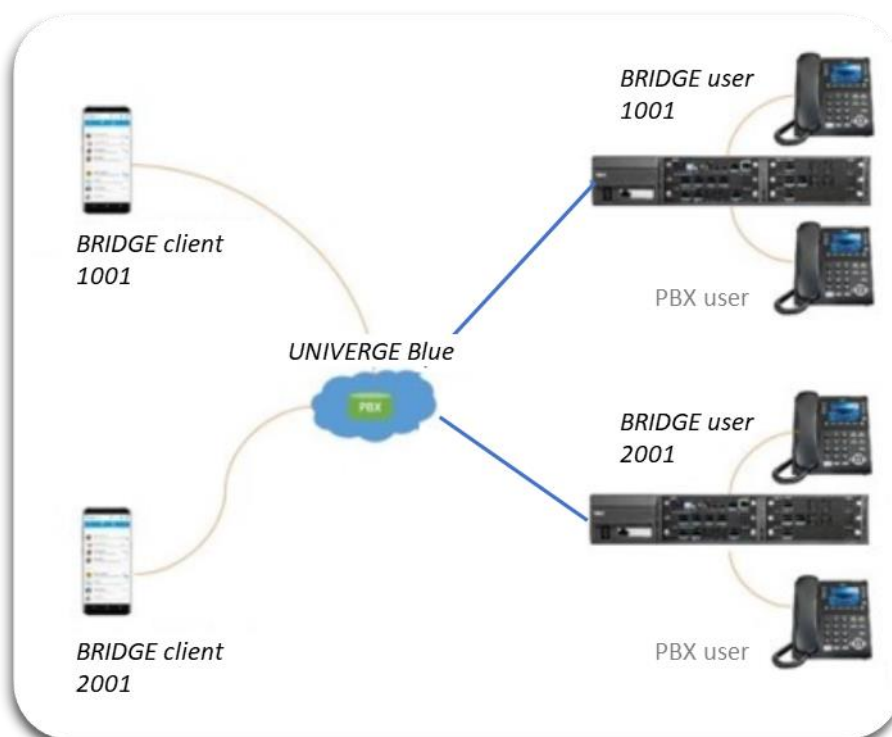 BRIDGE user
1001
BRIDGE client
1001
PBX user
UNIVERGE Blue
PBX
BRIDGE user
2001
BRIDGE client
2001
PBX user